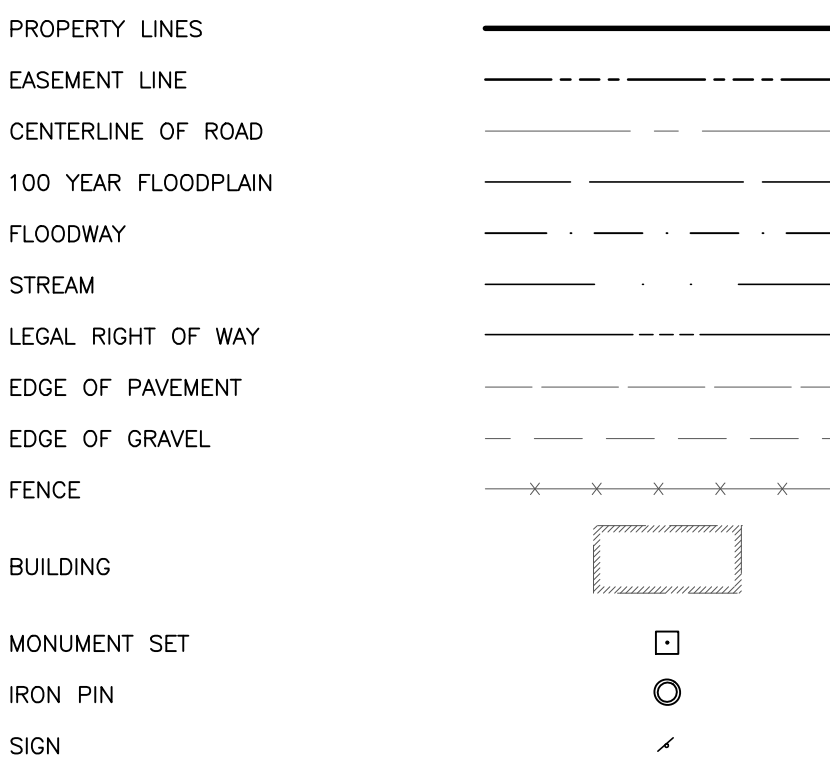 PROPERTY LINES
EASEMENT LINE
CENTERLINE OF ROAD
100 YEAR FLOODPLAIN
FLOODWAY
STREAM
LEGAL RIGHT OF WAY
EDGE OF PAVEMENT
EDGE OF GRAVEL
FENCE
BUILDING
MONUMENT SET
IRON PIN
SIGN